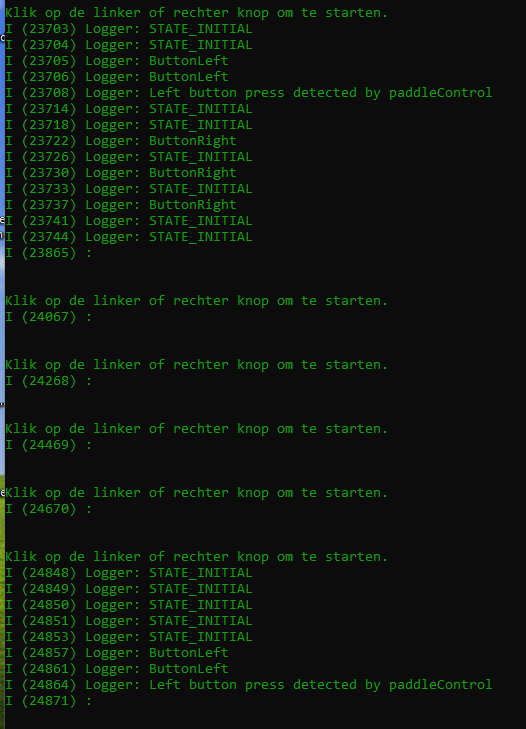 Klik op de linker of rechter knop om te starten.
I (23703) Logger: STATE_INITIAL
I (23704) Logger: STATE_INITIAL
I (23705) Logger: ButtonLeft
I (23706) Logger: ButtonLeft
I (23708) Logger: Left button press detected by paddleControl
I (23714) Logger: STATE_INITIAL
I (23718) Logger: STATE_INITIAL
I (23722) Logger: ButtonRight
I (23726) Logger: STATE_INITIAL
I (23730) Logger: ButtonRight
I (23733) Logger: STATE_INITIAL
I (23737) Logger: ButtonRight
I (23741) Logger: STATE_INITIAL
I (23744) Logger: STATE_INITIAL
I (23865) :
Klik op de linker of rechter knop om te starten.
I (24067) :
Klik op de linker of rechter knop om te starten.
I (24268) :
Klik op de linker of rechter knop om te starten.
I (24469) :
Klik op de linker of rechter knop om te starten.
I (24670) :
Klik op de linker of rechter knop om te starten.
I (24848) Logger: STATE_INITIAL
I (24849) Logger: STATE_INITIAL
I (24850) Logger: STATE_INITIAL
I (24851) Logger: STATE_INITIAL
I (24853) Logger: STATE_INITIAL
I (24857) Logger: ButtonLeft
I (24861) Logger: ButtonLeft
I (24864) Logger: Left button press detected by paddleControl
I (24871) :